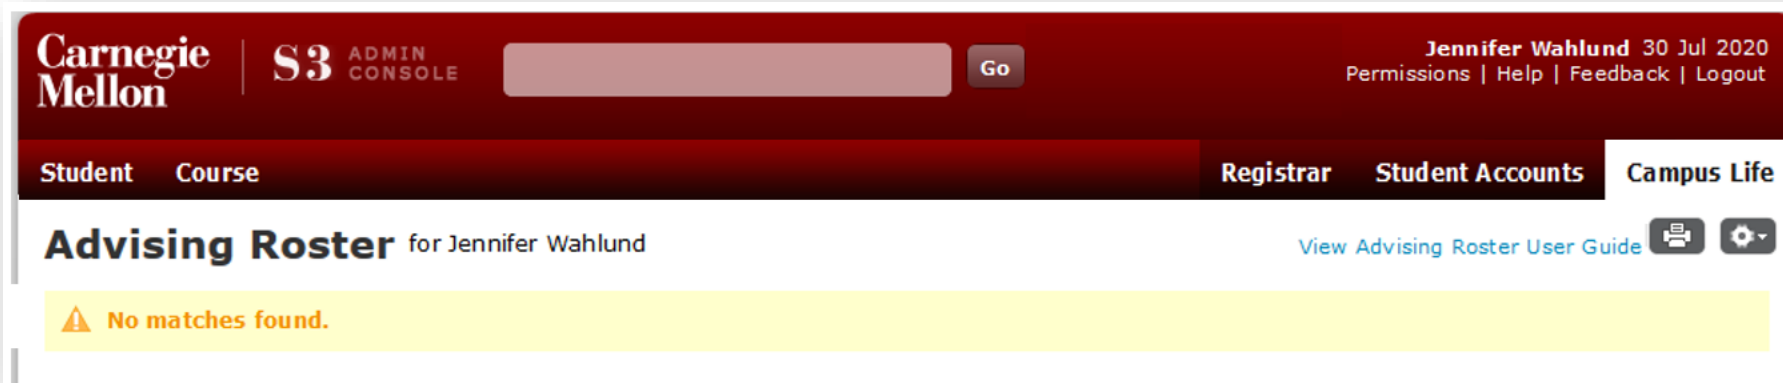 Carnegie
Mellon
S3 ADMIN
CONSOLE
Go
Jennifer Wahlund 30 Jul 2020
Permissions | Help | Feedback | Logout
Student Course Registrar Student Accounts Campus Life
Advising Roster for Jennifer Wahlund View Advising Roster User Guide
No matches found.